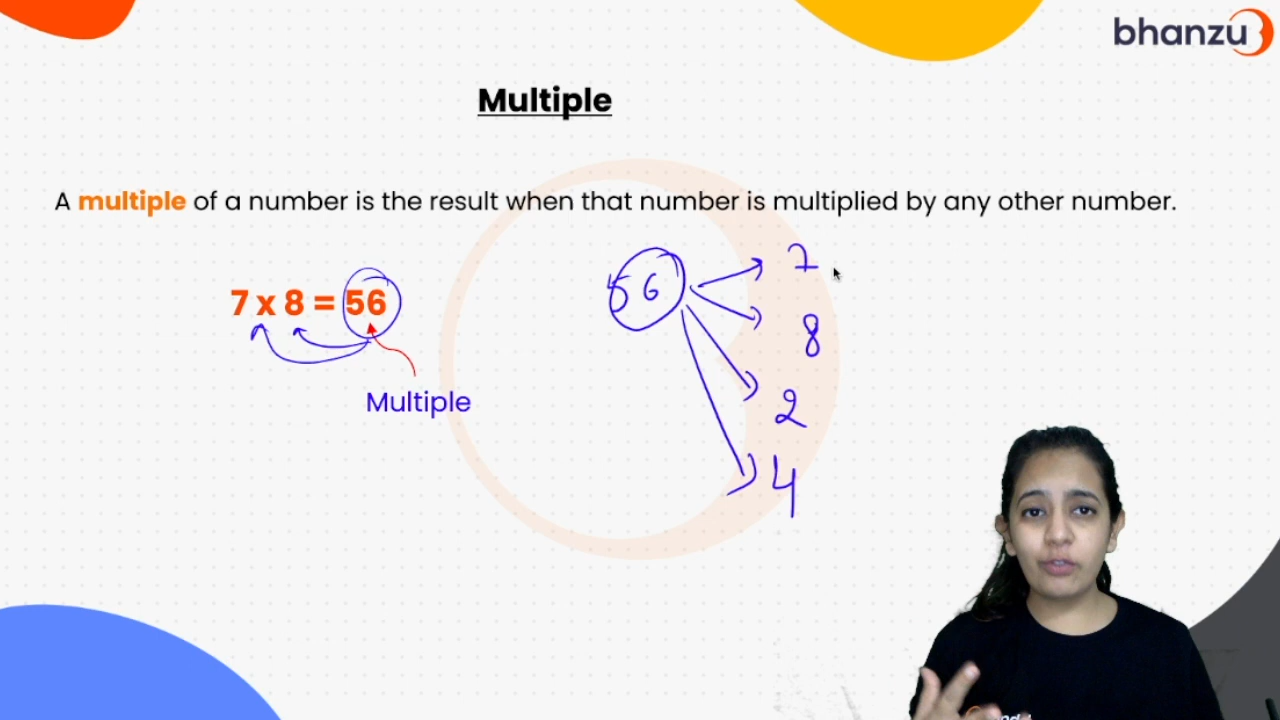 bhanzu
Multiple
A multiple of a number is the result when that number is multiplied by any other number.
7 x 8 = 56
Multiple
56
7
8
2
4